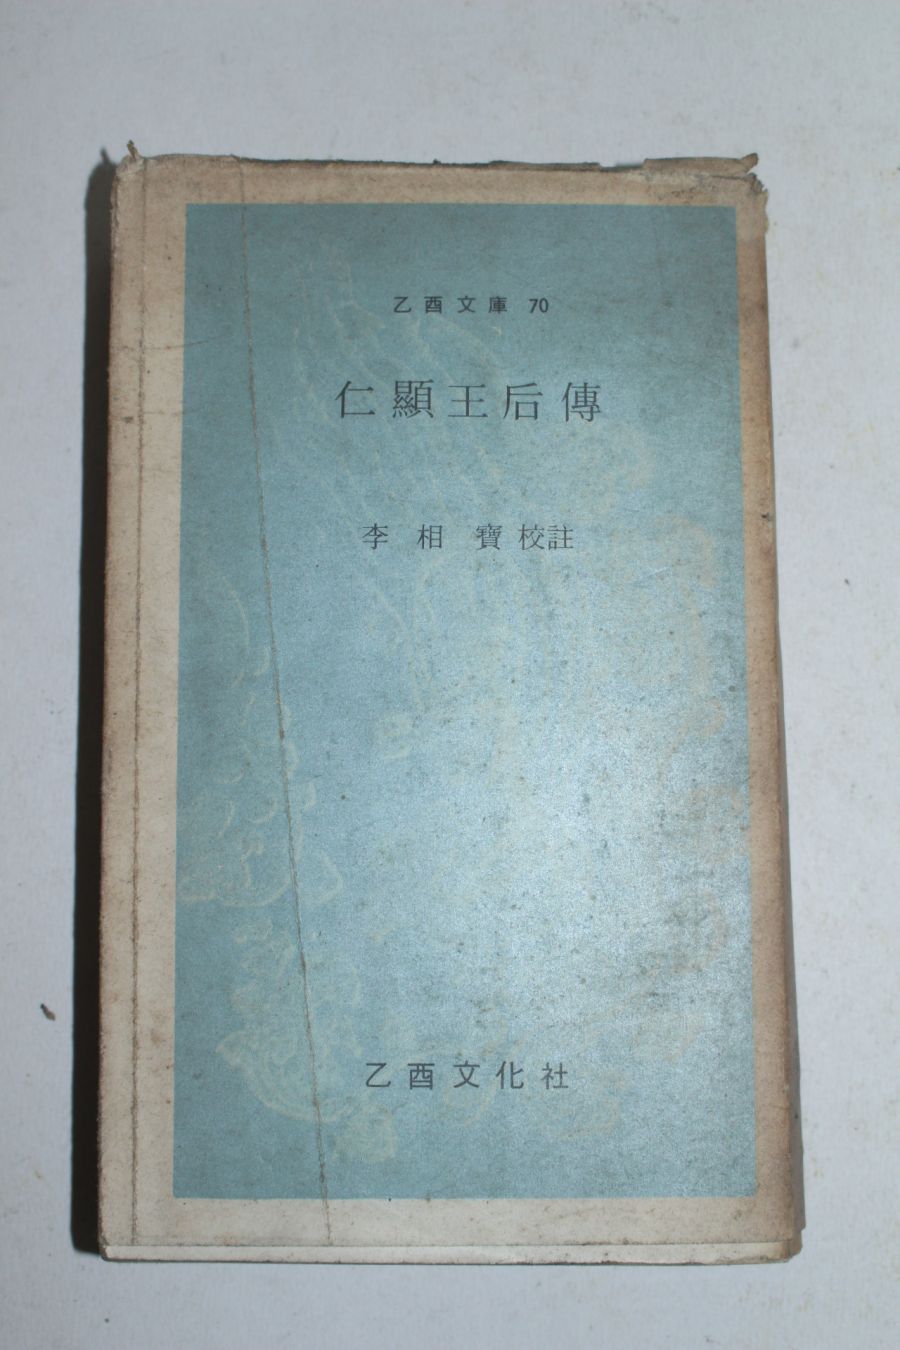 乙酉文庫 70
仁顯王后傳
李相寶 校註
乙酉文化社